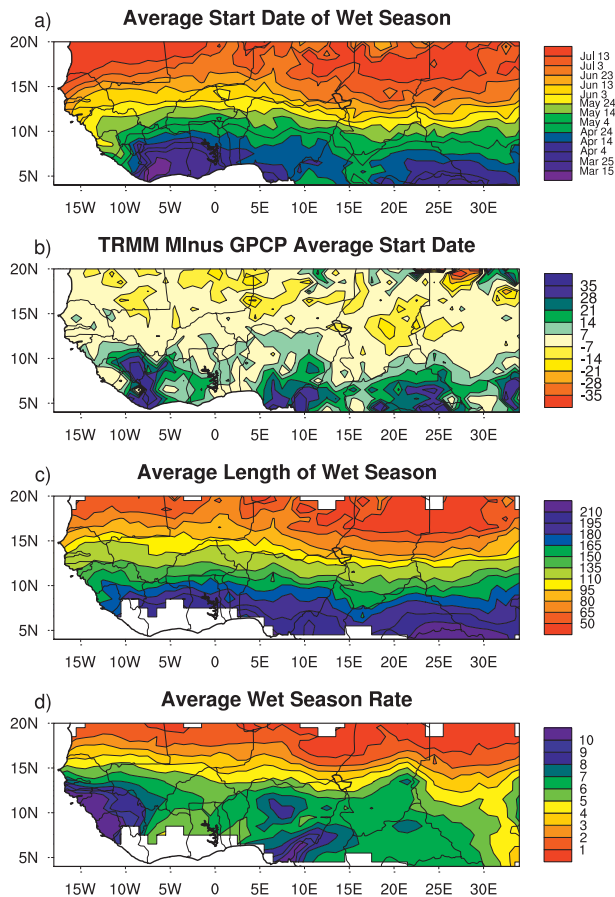 a) Average Start Date of Wet Season
20N
15N
10N
5N
15W 10W 5W 0 5E 10E 15E 20E 25E 30E
Jul 13
Jul 3
Jun 23
Jun 13
Jun 3
May 24
May 14
May 4
Apr 24
Apr 14
Apr 4
Mar 25
Mar 15
b) TRMM MInus GPCP Average Start Date
20N
15N
10N
5N
15W 10W 5W 0 5E 10E 15E 20E 25E 30E
35
28
21
14
7
-7
-14
-21
-28
-35
c) Average Length of Wet Season
20N
15N
10N
5N
15W 10W 5W 0 5E 10E 15E 20E 25E 30E
210
195
180
165
150
135
110
95
80
65
50
d) Average Wet Season Rate
20N
15N
10N
5N
15W 10W 5W 0 5E 10E 15E 20E 25E 30E
10
9
8
7
6
5
4
3
2
1